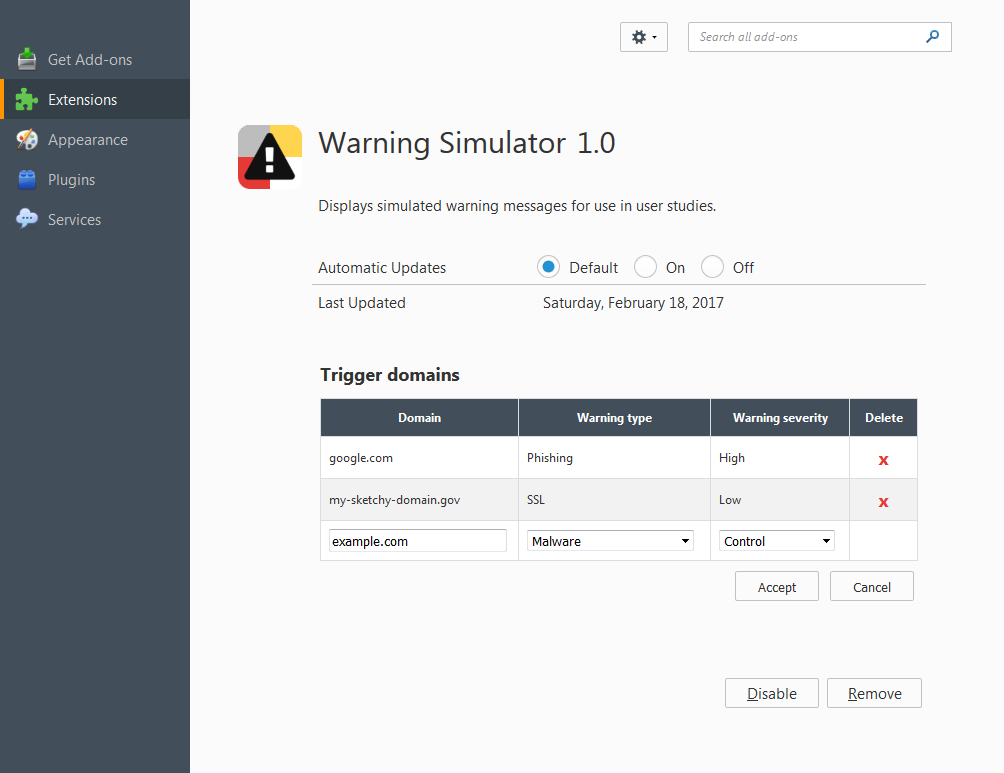 Get Add-ons
Extensions
Appearance
Plugins
Services
Search all add-ons
Warning Simulator 1.0
Displays simulated warning messages for use in user studies.
Automatic Updates Default On Off
Last Updated Saturday, February 18, 2017
Trigger domains
Domain Warning type Warning severity Delete
google.com Phishing High x
my-sketchy-domain.gov SSL Low x
example.com Malware Control
Accept Cancel
Disable Remove